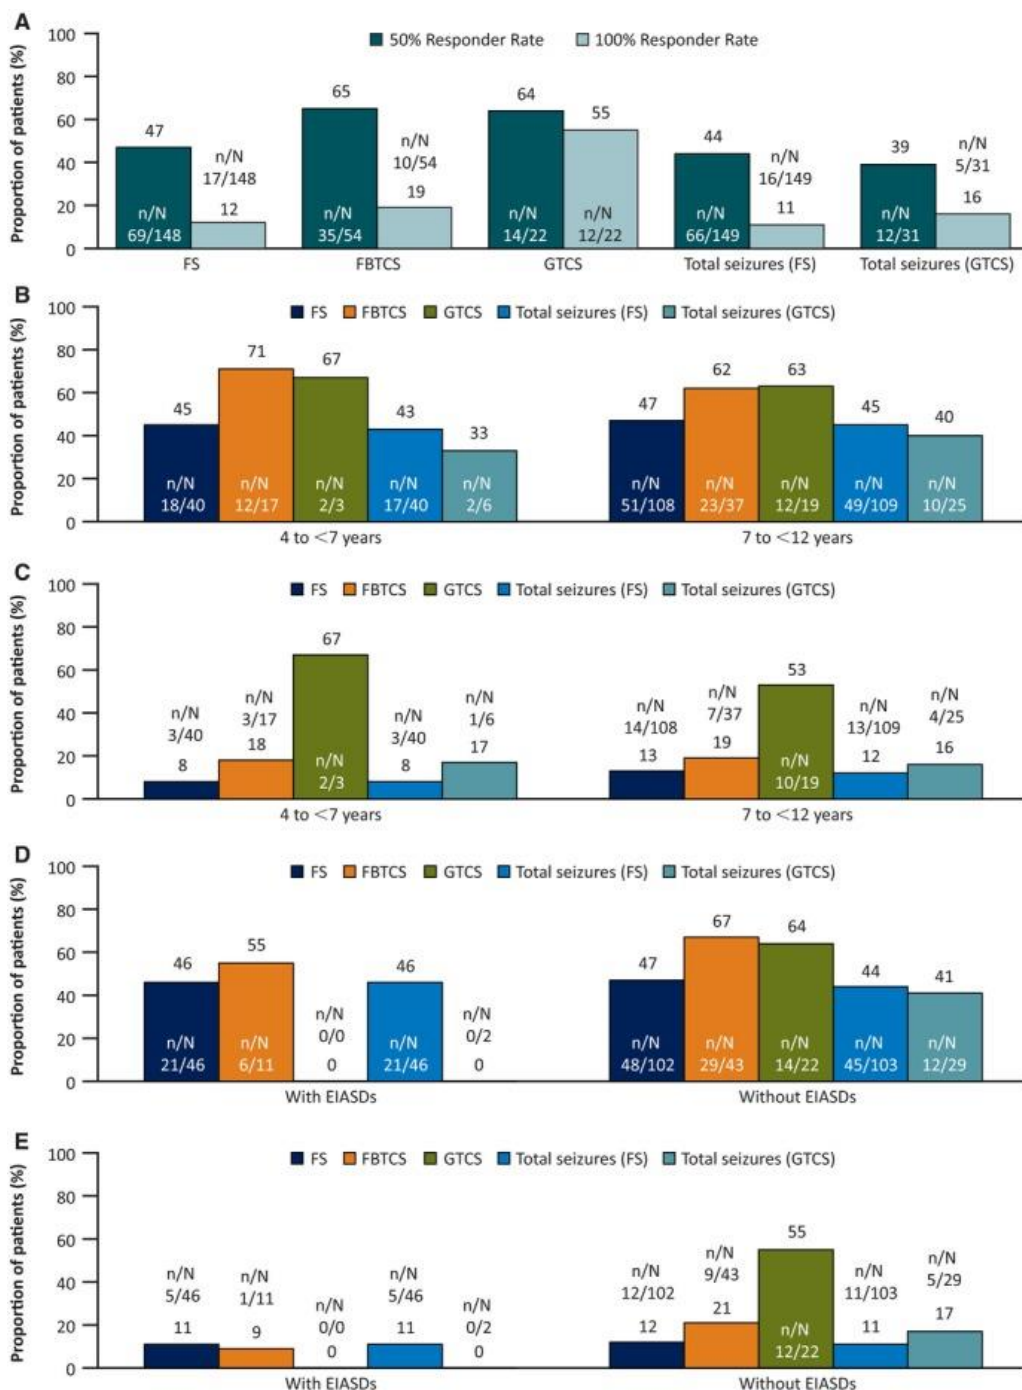 A
Proportion of patients (%)
100
80
60
40
20
0
50% Responder Rate
100% Responder Rate
47
n/N
69/148
n/N
17/148
12
FS
65
n/N
35/54
n/N
10/54
19
FBTCS
64
n/N
14/22
55
n/N
12/22
GTCS
44
n/N
66/149
n/N
16/149
11
Total seizures (FS)
39
n/N
12/31
n/N
5/31
16
Total seizures (GTCS)
B
Proportion of patients (%)
100
80
60
40
20
0
FS
FBTCS
GTCS
Total seizures (FS)
Total seizures (GTCS)
45
n/N
18/40
71
n/N
12/17
67
n/N
2/3
43
n/N
17/40
33
n/N
2/6
4 to <7 years
47
n/N
51/108
62
n/N
23/37
63
n/N
12/19
45
n/N
49/109
40
n/N
10/25
7 to <12 years
C
Proportion of patients (%)
100
80
60
40
20
0
FS
FBTCS
GTCS
Total seizures (FS)
Total seizures (GTCS)
n/N
3/40
8
n/N
3/17
18
67
n/N
2/3
n/N
3/40
8
n/N
1/6
17
4 to <7 years
n/N
14/108
13
n/N
7/37
19
53
n/N
10/19
n/N
13/109
12
n/N
4/25
16
7 to <12 years
D
Proportion of patients (%)
100
80
60
40
20
0
FS
FBTCS
GTCS
Total seizures (FS)
Total seizures (GTCS)
46
n/N
21/46
55
n/N
6/11
n/N
0/0
0
46
n/N
21/46
n/N
0/2
0
With EIASDs
47
n/N
48/102
67
n/N
29/43
64
n/N
14/22
44
n/N
45/103
41
n/N
12/29
Without EIASDs
E
Proportion of patients (%)
100
80
60
40
20
0
FS
FBTCS
GTCS
Total seizures (FS)
Total seizures (GTCS)
n/N
5/46
11
n/N
1/11
9
n/N
0/0
0
n/N
5/46
11
n/N
0/2
0
With EIASDs
n/N
12/102
12
n/N
9/43
21
55
n/N
12/22
n/N
11/103
11
n/N
5/29
17
Without EIASDs